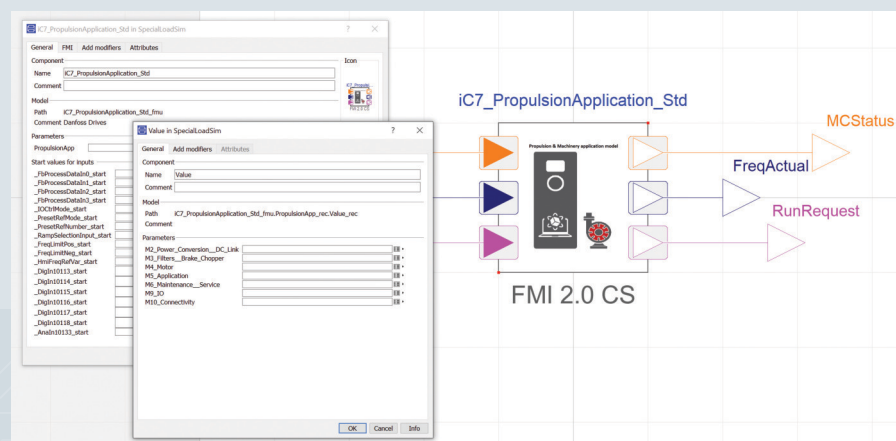 iC7_PropulsionApplication_Std in SpecialLoadSim ? ×
General FMI Add modifiers Attributes
Component
Name iC7_PropulsionApplication_Std
Comment
Icon
Model
Path iC7_PropulsionApplication_Std_fmu
Comment Danfoss Drives
Parameters
PropulsionApp
Start values for inputs
_FbProcessDataIn0_start
_FbProcessDataIn1_start
_FbProcessDataIn2_start
_FbProcessDataIn3_start
_IOCtrlMode_start
_PresetRefMode_start
_PresetRefNumber_start
_RampSelectionInput_start
_FreqLimitPos_start
_FreqLimitNeg_start
_HmiFreqRefVar_start
_DigIn10113_start
_DigIn10114_start
_DigIn10115_start
_DigIn10116_start
_DigIn10117_start
_DigIn10118_start
_AnaIn10133_start
Value in SpecialLoadSim ? ×
General Add modifiers Attributes
Component
Name Value
Comment
Model
Path iC7_PropulsionApplication_Std_fmu.PropulsionApp_rec.Value_rec
Comment
Parameters
M2_Power_Conversion__DC_Link
M3_Filters__Brake_Chopper
M4_Motor
M5_Application
M6_Maintenance__Service
M9_IO
M10_Connectivity
OK Cancel Info
iC7_PropulsionApplication_Std
Propulsion & Machinery application model
MCStatus
FreqActual
RunRequest
FMI 2.0 CS